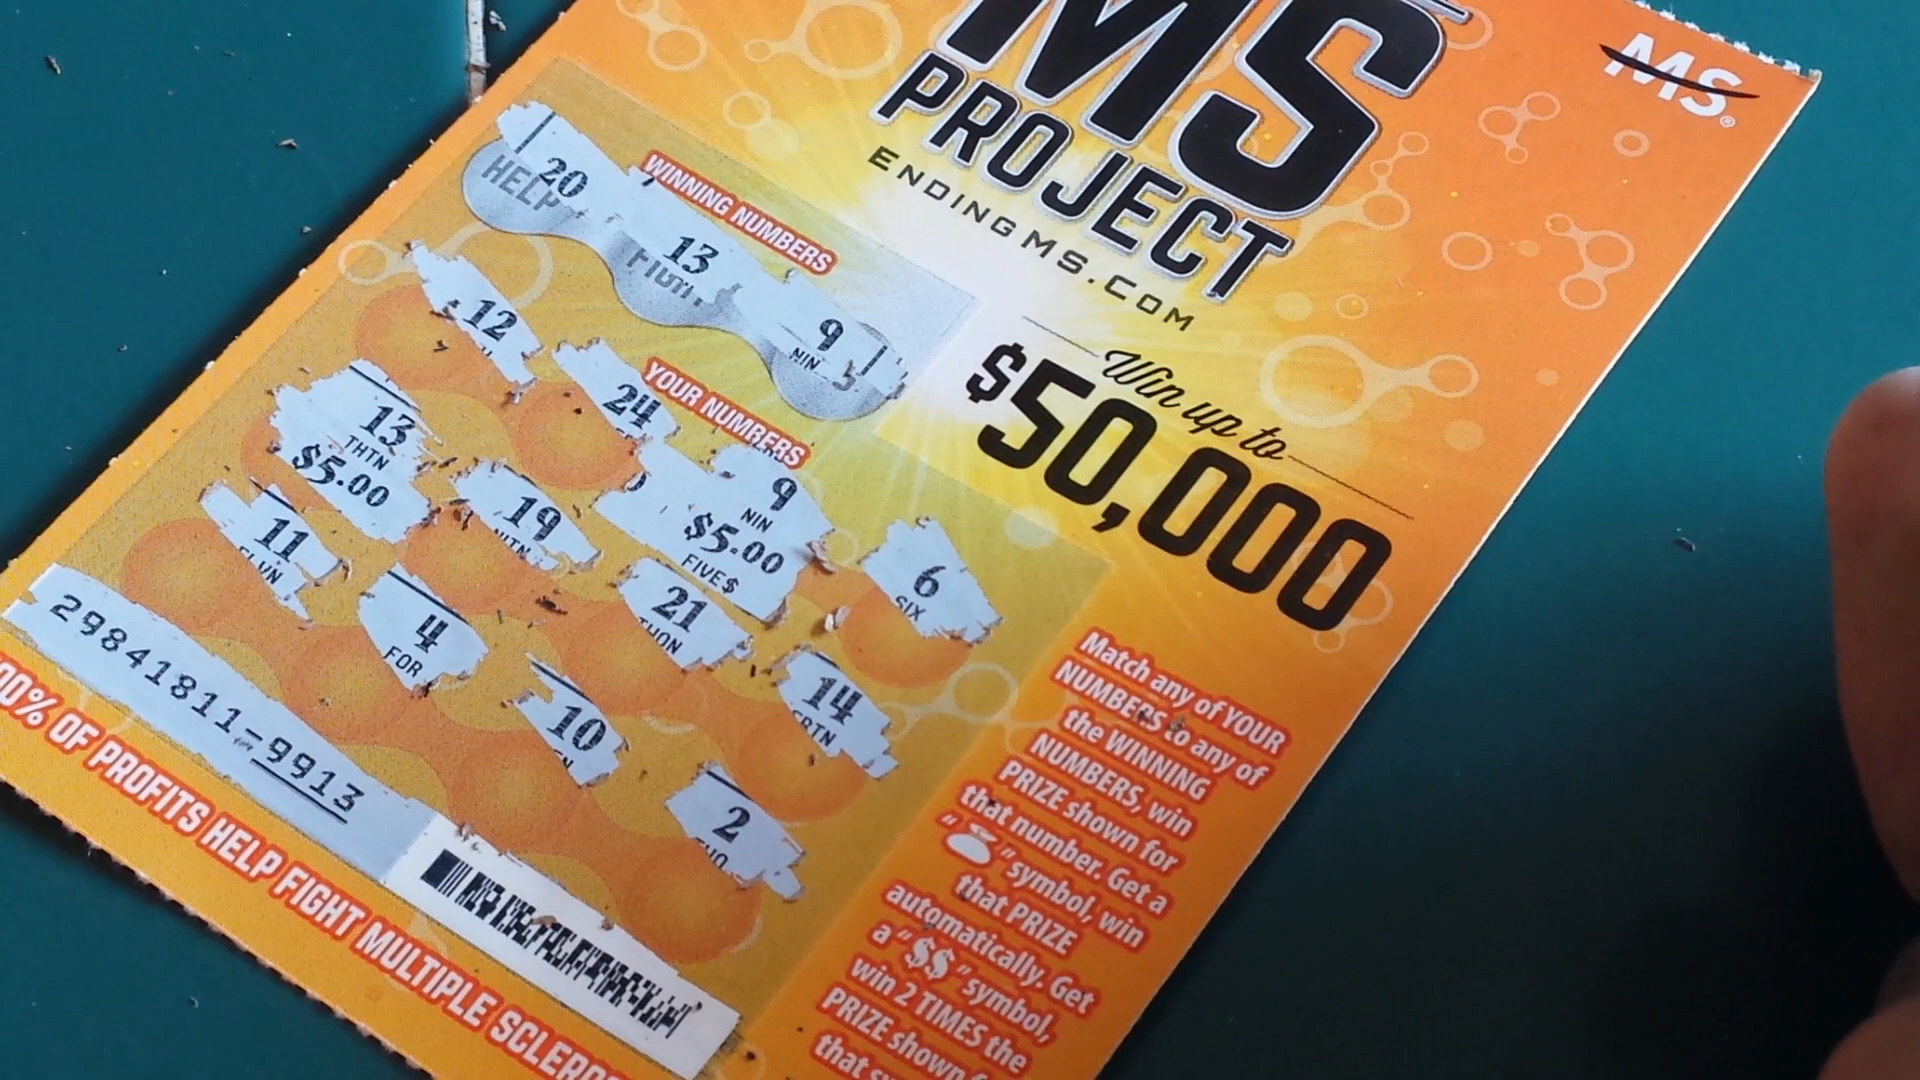 MS
PROJECT
ENDINGMS.COM
MS®
Win up to
$50,000
WINNING NUMBERS
20
HELP
13
9
NIN
YOUR NUMBERS
12
24
9
NIN
$5.00
FIVE$
6
SIX
13
THTN
$5.00
19
21
14
11
4
FOR
10
2
29841811-9913
OF PROFITS HELP FIGHT MULTIPLE
Match any of YOUR
NUMBERS to any of
the WINNING
NUMBERS, win
PRIZE shown for
that number. Get a
" " symbol, win
that PRIZE
automatically. Get
a "$$" symbol,
win 2 TIMES the
PRIZE shown
that